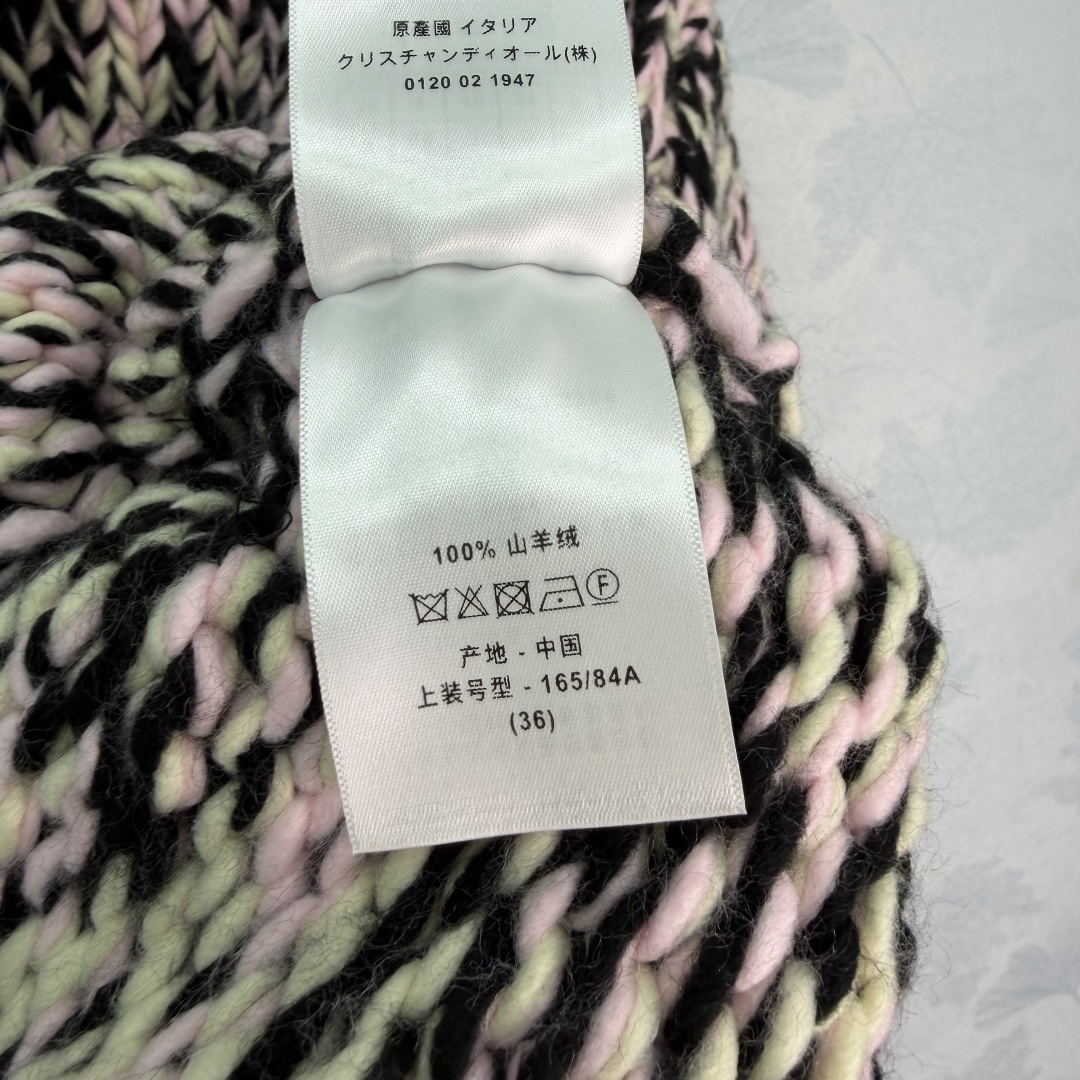 原産國 イタリア
クリスチャンディオール(株)
0120 02 1947
100% 山羊绒
F
产地 - 中国
上装号型 - 165/84A
(36)